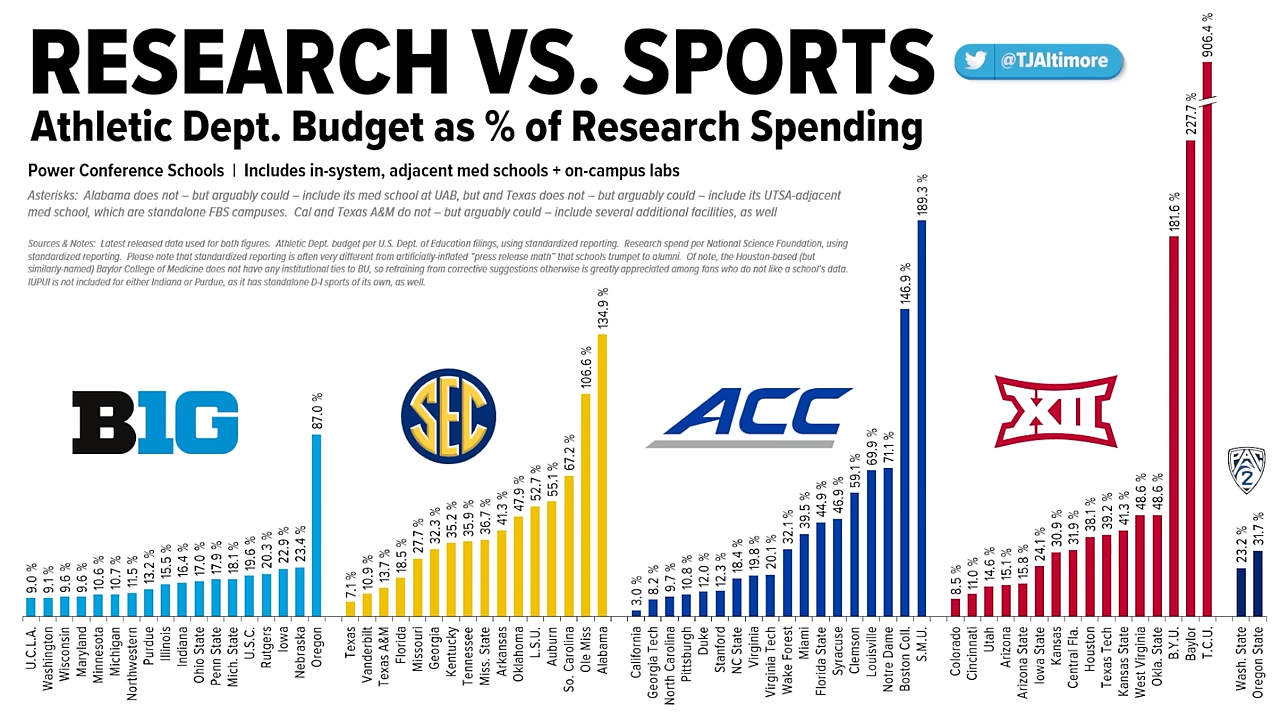 RESEARCH VS. SPORTS
@TJAltimore
Athletic Dept. Budget as % of Research Spending
Power Conference Schools | Includes in-system, adjacent med schools + on-campus labs
Asterisks: Alabama does not – but arguably could – include its med school at UAB, but and Texas does not – but arguably could – include its UTSA-adjacent
med school, which are standalone FBS campuses. Cal and Texas A&M do not – but arguably could – include several additional facilities, as well
Sources & Notes: Latest released data used for both figures. Athletic Dept. budget per U.S. Dept. of Education filings, using standardized reporting. Research spend per National Science Foundation, using
standardized reporting. Please note that standardized reporting is often very different from artificially-inflated "press release math" that schools trumpet to alumni. Of note, the Houston-based (but
similarly-named) Baylor College of Medicine does not have any institutional ties to BU, so refraining from corrective suggestions otherwise is greatly appreciated among fans who do not like a school's data.
IUPUI is not included for either Indiana or Purdue, as it has standalone D-I sports of its own, as well.
B1G
9.0 %
9.1 %
9.6 %
9.6 %
10.6 %
10.7 %
11.5 %
13.2 %
15.5 %
16.4 %
17.0 %
17.9 %
18.1 %
19.6 %
20.3 %
22.9 %
23.4 %
87.0 %
U.C.L.A.
Washington
Wisconsin
Maryland
Minnesota
Michigan
Northwestern
Purdue
Illinois
Indiana
Ohio State
Penn State
Mich. State
U.S.C.
Rutgers
Iowa
Nebraska
Oregon
SEC
7.1 %
10.9 %
13.7 %
18.5 %
27.7 %
32.3 %
35.2 %
35.9 %
36.7 %
41.3 %
47.9 %
52.7 %
55.1 %
67.2 %
106.6 %
134.9 %
Texas
Vanderbilt
Texas A&M
Florida
Missouri
Georgia
Kentucky
Tennessee
Miss. State
Arkansas
Oklahoma
L.S.U.
Auburn
So. Carolina
Ole Miss
Alabama
ACC
3.0 %
8.2 %
9.7 %
10.8 %
12.0 %
12.3 %
18.4 %
19.8 %
20.1 %
32.1 %
39.5 %
44.9 %
46.9 %
59.1 %
69.9 %
71.1 %
146.9 %
189.3 %
California
Georgia Tech
North Carolina
Pittsburgh
Duke
Stanford
NC State
Virginia
Virginia Tech
Wake Forest
Miami
Florida State
Syracuse
Clemson
Louisville
Notre Dame
Boston Coll.
S.M.U.
XII
8.5 %
11.0 %
14.6 %
15.1 %
15.8 %
24.1 %
30.9 %
31.9 %
38.1 %
39.2 %
41.3 %
48.6 %
48.6 %
181.6 %
227.7 %
906.4 %
Colorado
Cincinnati
Utah
Arizona
Arizona State
Iowa State
Kansas
Central Fla.
Houston
Texas Tech
Kansas State
West Virginia
Okla. State
B.Y.U.
Baylor
T.C.U.
PAC
2
23.2 %
31.7 %
Wash. State
Oregon State